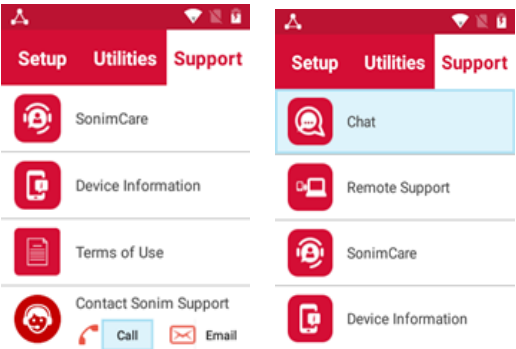 Setup Utilities Support
SonimCare
Device Information
Terms of Use
Contact Sonim Support
Call Email
Setup Utilities Support
Chat
Remote Support
SonimCare
Device Information